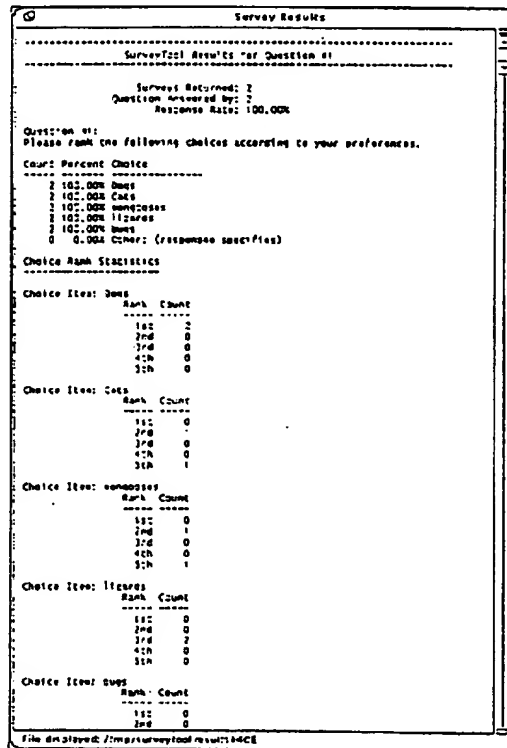 Survey Results
SurveyTool Results for Question #1
Surveys Returned: 2
Question Answered by: 2
Response Rate: 100.00%
Question #1:
Please rank the following choices according to your preferences.
Count Percent Choice
2 100.00% Dogs
2 100.00% Cats
2 100.00% mongooses
2 100.00% lizards
2 100.00% bugs
0 0.00% Other: (responses specified)
Choice Rank Statistics
Choice Item: Dogs
Rank Count
1st 2
2nd 0
3rd 0
4th 0
5th 0
Choice Item: Cats
Rank Count
1st 0
2nd
3rd 0
4th 0
5th 1
Choice Item: mongooses
Rank Count
1st 0
2nd 1
3rd 0
4th 0
5th 1
Choice Item: lizards
Rank Count
1st 0
2nd 0
3rd 2
4th 0
5th 0
Choice Item: bugs
Rank Count
1st 0
2nd 0
File displayed: